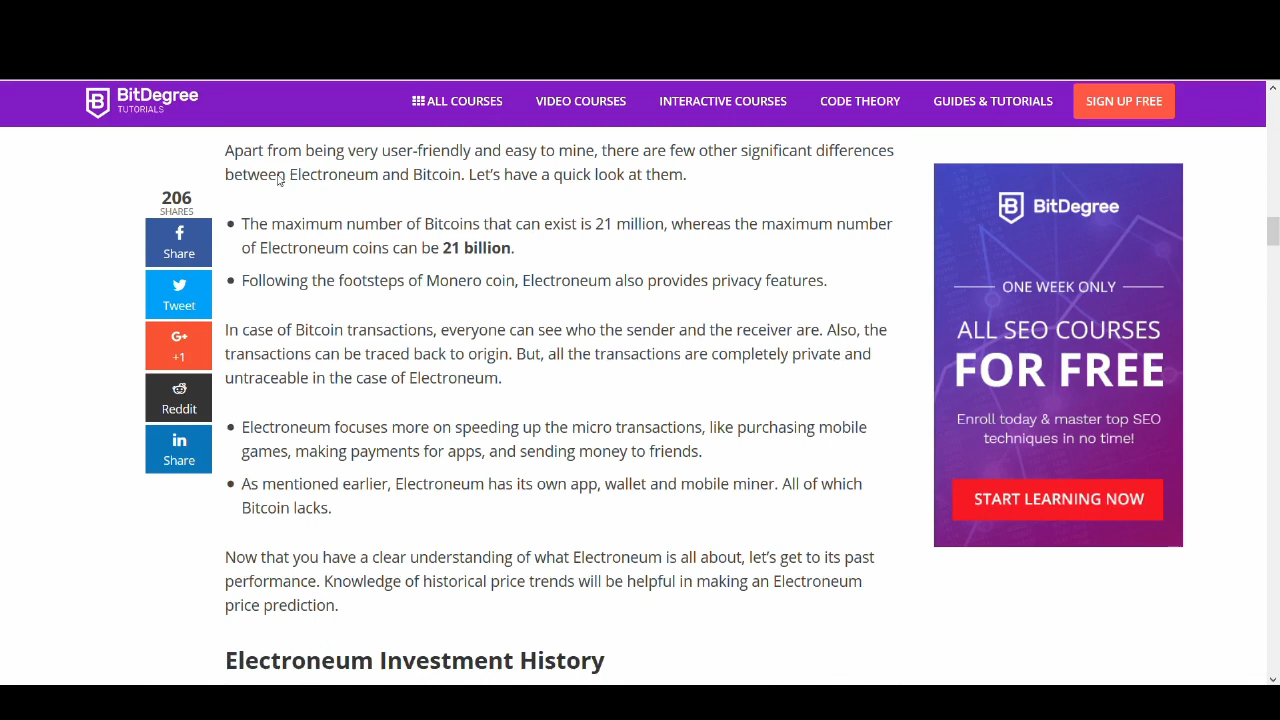 BitDegree
TUTORIALS
ALL COURSES
VIDEO COURSES
INTERACTIVE COURSES
CODE THEORY
GUIDES & TUTORIALS
SIGN UP FREE
Apart from being very user-friendly and easy to mine, there are few other significant differences
between Electroneum and Bitcoin. Let’s have a quick look at them.
206
SHARES
Share
Tweet
G+
+1
Reddit
in
Share
● The maximum number of Bitcoins that can exist is 21 million, whereas the maximum number
of Electroneum coins can be 21 billion.
● Following the footsteps of Monero coin, Electroneum also provides privacy features.
In case of Bitcoin transactions, everyone can see who the sender and the receiver are. Also, the
transactions can be traced back to origin. But, all the transactions are completely private and
untraceable in the case of Electroneum.
● Electroneum focuses more on speeding up the micro transactions, like purchasing mobile
games, making payments for apps, and sending money to friends.
● As mentioned earlier, Electroneum has its own app, wallet and mobile miner. All of which
Bitcoin lacks.
Now that you have a clear understanding of what Electroneum is all about, let’s get to its past
performance. Knowledge of historical price trends will be helpful in making an Electroneum
price prediction.
Electroneum Investment History
BitDegree
ONE WEEK ONLY
ALL SEO COURSES
FOR FREE
Enroll today & master top SEO
techniques in no time!
START LEARNING NOW